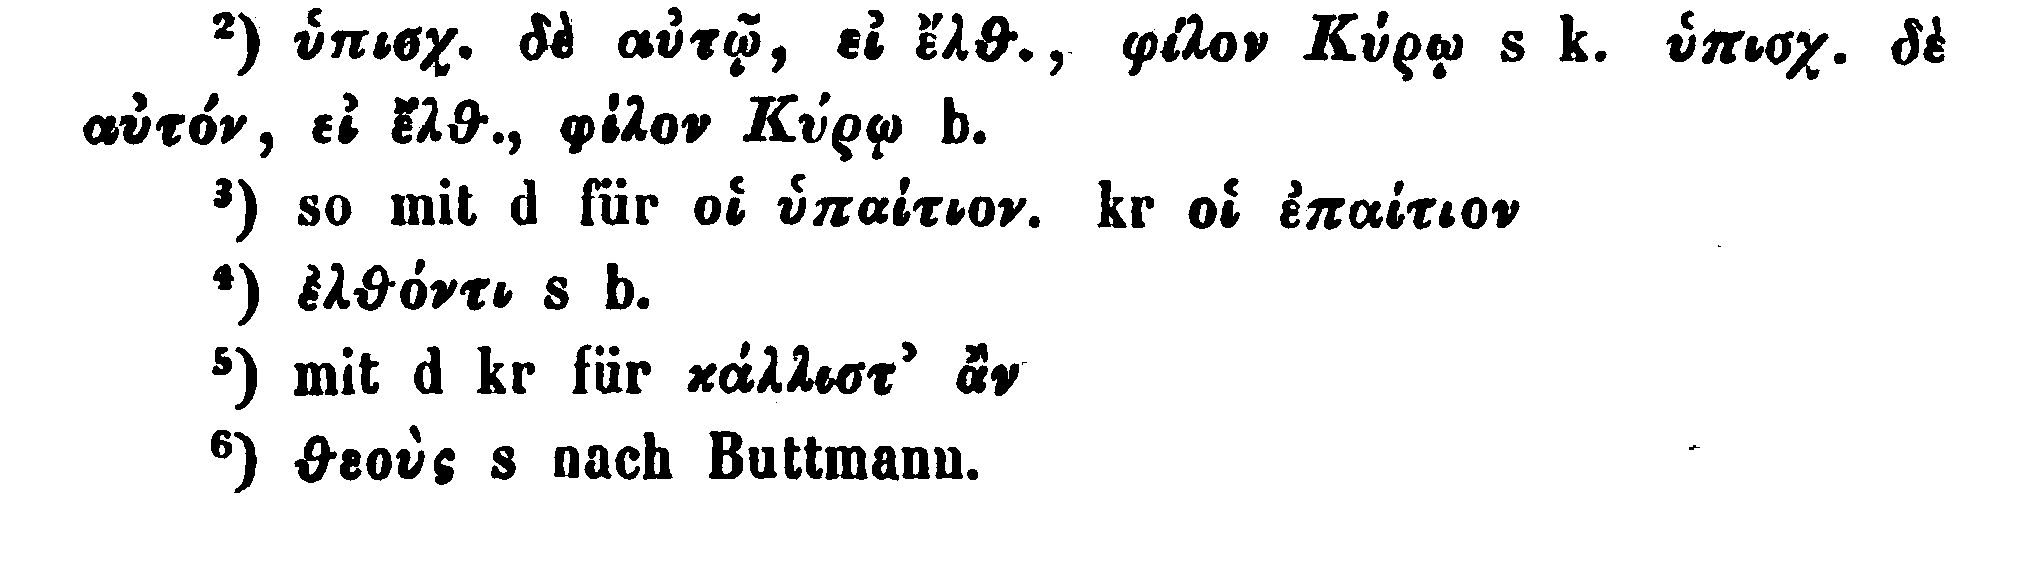 ²) ὑπισχ. δὲ αὐτῷ, εἰ ἔλθ., φίλον Κύρῳ s k. ὑπισχ. δὲ
αὐτόν, εἰ ἔλθ., φίλον Κύρῳ b.
³) so mit d für οἱ ὑπαίτιον. kr οἱ ἐπαίτιον
⁴) ἐλθόντι s b.
⁵) mit d kr für κάλλιστ’ ἂν
⁶) θεοὺς s nach Buttmann.